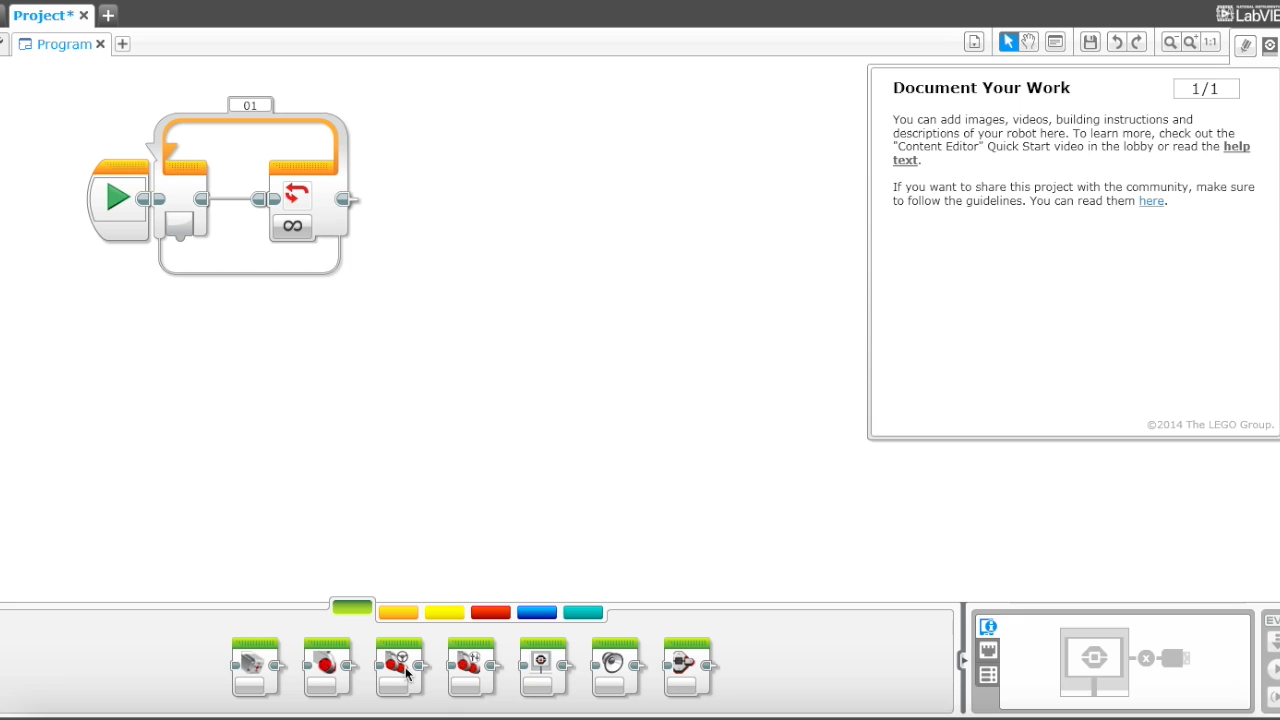 Project*
LabVIE
Program
1:1
01
∞
Document Your Work
1/1
You can add images, videos, building instructions and
descriptions of your robot here. To learn more, check out the
"Content Editor" Quick Start video in the lobby or read the help
text.
If you want to share this project with the community, make sure
to follow the guidelines. You can read them here.
©2014 The LEGO Group.
EV